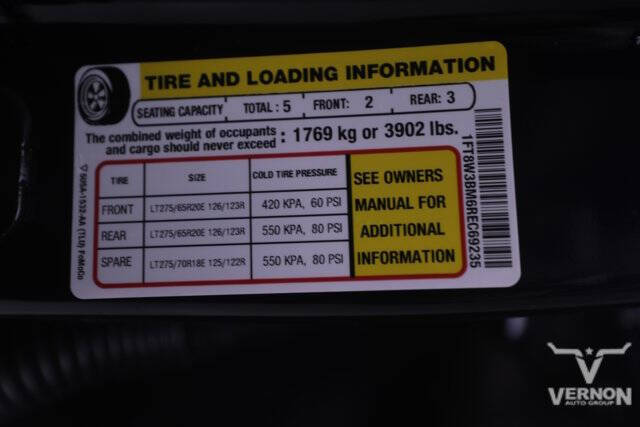 TIRE AND LOADING INFORMATION
SEATING CAPACITY TOTAL : 5 FRONT: 2 REAR: 3
The combined weight of occupants and cargo should never exceed : 1769 kg or 3902 lbs.
TIRE SIZE COLD TIRE PRESSURE
FRONT LT275/65R20E 126/123R 420 KPA, 60 PSI
REAR LT275/65R20E 126/123R 550 KPA, 80 PSI
SPARE LT275/70R18E 125/122R 550 KPA, 80 PSI
SEE OWNERS
MANUAL FOR
ADDITIONAL
INFORMATION
1FT8W3BM6REC69235
VERNON
AUTO GROUP